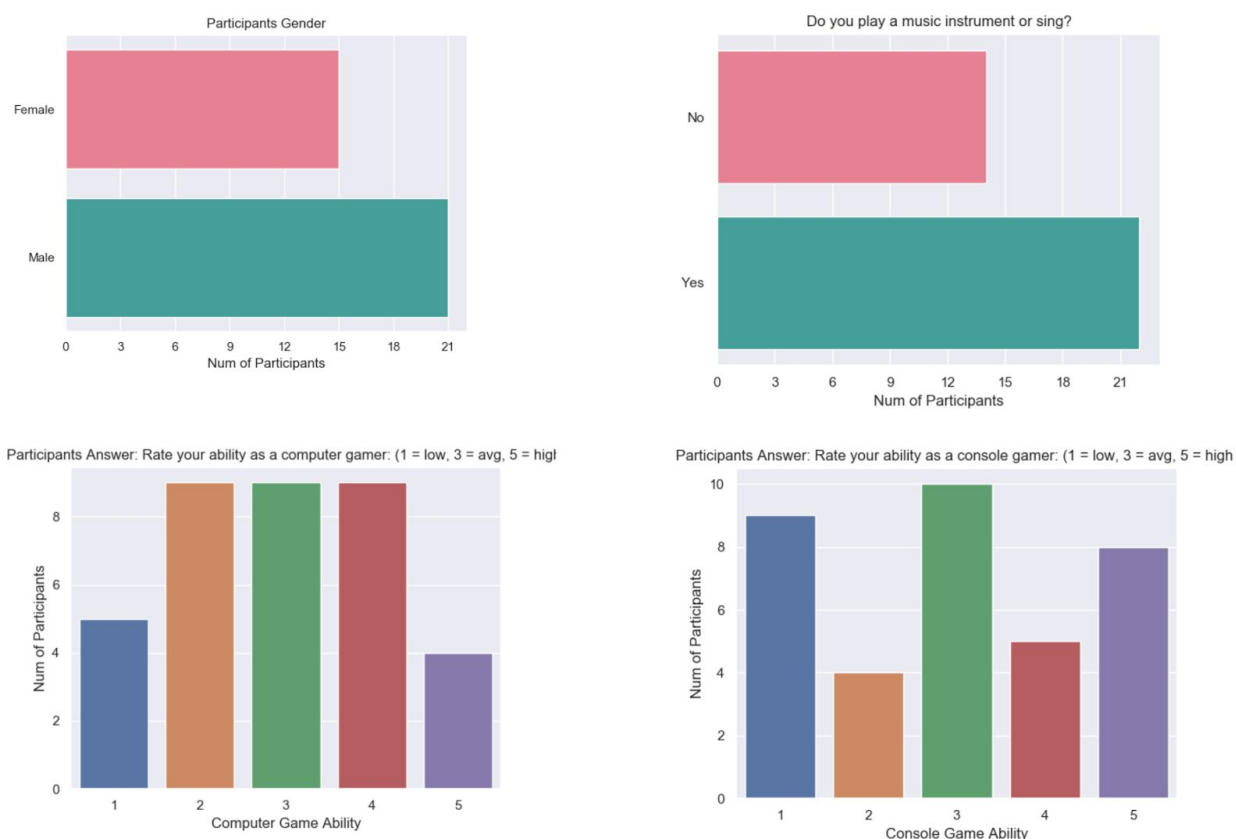 Participants Gender
Female
Male
0 3 6 9 12 15 18 21
Num of Participants
Do you play a music instrument or sing?
No
Yes
0 3 6 9 12 15 18 21
Num of Participants
Participants Answer: Rate your ability as a computer gamer: (1 = low, 3 = avg, 5 = high
Num of Participants
8
6
4
2
0
1 2 3 4 5
Computer Game Ability
Participants Answer: Rate your ability as a console gamer: (1 = low, 3 = avg, 5 = high
Num of Participants
10
8
6
4
2
0
1 2 3 4 5
Console Game Ability